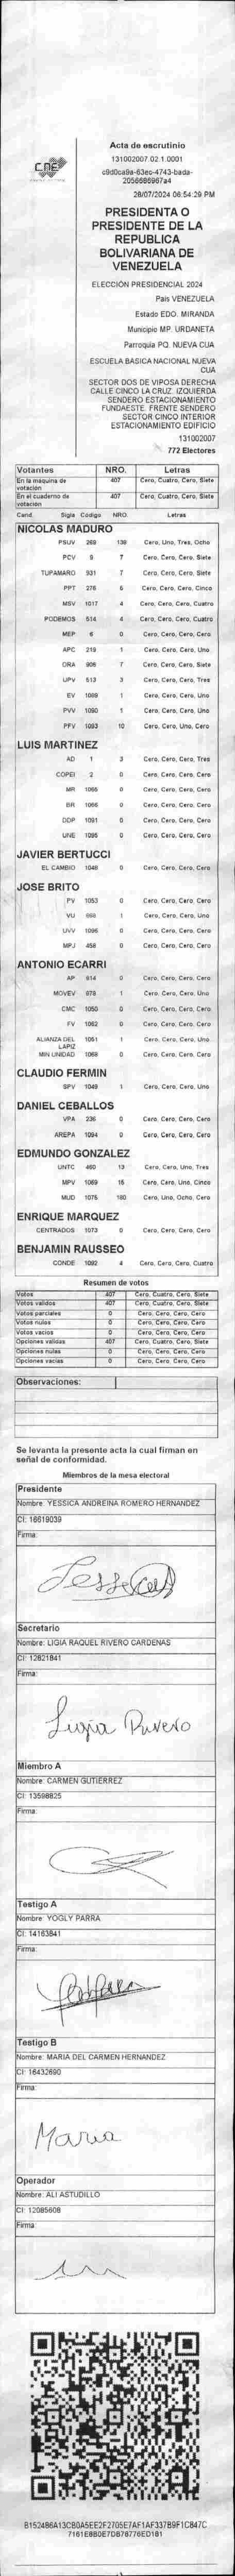 CNE
Acta de escrutinio
131002007.02.1.0001
c9d0ca9a-63ec-4743-bada-
2056686967a4
28/07/2024 06:54:29 PM
PRESIDENTA O
PRESIDENTE DE LA
REPUBLICA
BOLIVARIANA DE
VENEZUELA
ELECCIÓN PRESIDENCIAL 2024
Pais VENEZUELA
Estado EDO. MIRANDA
Municipio MP. URDANETA
Parroquia PQ. NUEVA CUA
ESCUELA BASICA NACIONAL NUEVA
CUA
SECTOR DOS DE VIPOSA DERECHA
CALLE CINCO LA CRUZ. IZQUIERDA
SENDERO ESTACIONAMIENTO
FUNDAESTE. FRENTE SENDERO
SECTOR CINCO INTERIOR
ESTACIONAMIENTO EDIFICIO
131002007
772 Electores
Votantes NRO. Letras
En la maquina de votación 407 Cero, Cuatro, Cero, Siete
En el cuaderno de votación 407 Cero, Cuatro, Cero, Siete
Cand. Sigla Codigo NRO. Letras
NICOLAS MADURO
PSUV 269 138 Cero, Uno, Tres, Ocho
PCV 9 7 Cero, Cero, Cero, Siete
TUPAMARO 931 7 Cero, Cero, Cero, Siete
PPT 276 5 Cero, Cero, Cero, Cinco
MSV 1017 4 Cero, Cero, Cero, Cuatro
PODEMOS 514 4 Cero, Cero, Cero, Cuatro
MEP 6 0 Cero, Cero, Cero, Cero
APC 219 1 Cero, Cero, Cero, Uno
ORA 908 7 Cero, Cero, Cero, Siete
UPV 513 3 Cero, Cero, Cero, Tres
EV 1089 1 Cero, Cero, Cero, Uno
PVV 1090 1 Cero, Cero, Cero, Uno
PFV 1093 10 Cero, Cero, Uno, Cero
LUIS MARTINEZ
AD 1 3 Cero, Cero, Cero, Tres
COPEI 2 0 Cero, Cero, Cero, Cero
MR 1065 0 Cero, Cero, Cero, Cero
BR 1066 0 Cero, Cero, Cero, Cero
DDP 1091 0 Cero, Cero, Cero, Cero
UNE 1095 0 Cero, Cero, Cero, Cero
JAVIER BERTUCCI
EL CAMBIO 1048 0 Cero, Cero, Cero, Cero
JOSE BRITO
PV 1053 0 Cero, Cero, Cero, Cero
VU 868 1 Cero, Cero, Cero, Uno
UVV 1096 0 Cero, Cero, Cero, Cero
MPJ 458 0 Cero, Cero, Cero, Cero
ANTONIO ECARRI
AP 914 0 Cero, Cero, Cero, Cero
MOVEV 978 1 Cero, Cero, Cero, Uno
CMC 1050 0 Cero, Cero, Cero, Cero
FV 1062 0 Cero, Cero, Cero, Cero
ALIANZA DEL LAPIZ 1051 1 Cero, Cero, Cero, Uno
MIN UNIDAD 1068 0 Cero, Cero, Cero, Cero
CLAUDIO FERMIN
SPV 1049 1 Cero, Cero, Cero, Uno
DANIEL CEBALLOS
VPA 236 0 Cero, Cero, Cero, Cero
AREPA 1094 0 Cero, Cero, Cero, Cero
EDMUNDO GONZALEZ
UNTC 460 13 Cero, Cero, Uno, Tres
MPV 1069 15 Cero, Cero, Uno, Cinco
MUD 1075 180 Cero, Uno, Ocho, Cero
ENRIQUE MARQUEZ
CENTRADOS 1073 0 Cero, Cero, Cero, Cero
BENJAMIN RAUSSEO
CONDE 1092 4 Cero, Cero, Cero, Cuatro
Resumen de votos
Votos 407 Cero, Cuatro, Cero, Siete
Votos validos 407 Cero, Cuatro, Cero, Siete
Votos parciales 0 Cero, Cero, Cero, Cero
Votos nulos 0 Cero, Cero, Cero, Cero
Votos vacios 0 Cero, Cero, Cero, Cero
Opciones validas 407 Cero, Cuatro, Cero, Siete
Opciones nulas 0 Cero, Cero, Cero, Cero
Opciones vacias 0 Cero, Cero, Cero, Cero
Observaciones:
Se levanta la presente acta la cual firman en
señal de conformidad.
Miembros de la mesa electoral
Presidente
Nombre: YESSICA ANDREINA ROMERO HERNANDEZ
CI: 16619039
Firma:
Secretario
Nombre: LIGIA RAQUEL RIVERO CARDENAS
CI: 12821841
Firma:
Ligia Rivero
Miembro A
Nombre: CARMEN GUTIERREZ
CI: 13598825
Firma:
Testigo A
Nombre: YOGLY PARRA
CI: 14163841
Firma:
Testigo B
Nombre: MARIA DEL CARMEN HERNANDEZ
CI: 16432690
Firma:
Maria
Operador
Nombre: ALI ASTUDILLO
CI: 12085608
Firma:
B152486A13CB0A5EE2F2705E7AF1AF337B9F1C847C
7161E8B0E7DB78776ED181